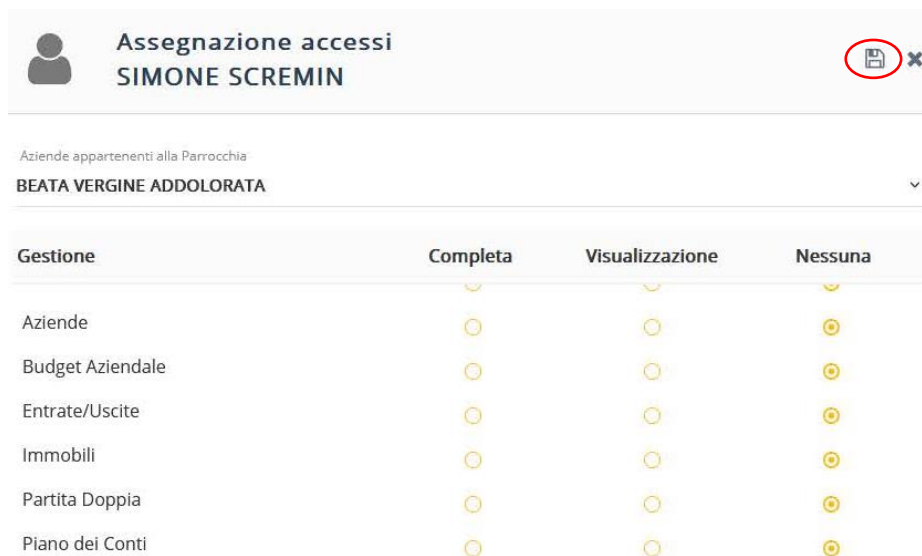 Assegnazione accessi
SIMONE SCREMIN
Aziende appartenenti alla Parrocchia
BEATA VERGINE ADDOLORATA
Gestione Completa Visualizzazione Nessuna
Aziende
Budget Aziendale
Entrate/Uscite
Immobili
Partita Doppia
Piano dei Conti